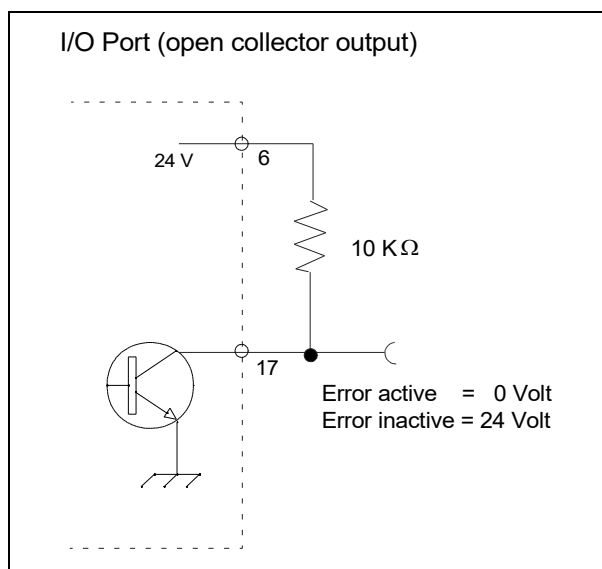 I/O Port (open collector output)
24 V
6
10 KΩ
17
Error active = 0 Volt
Error inactive = 24 Volt